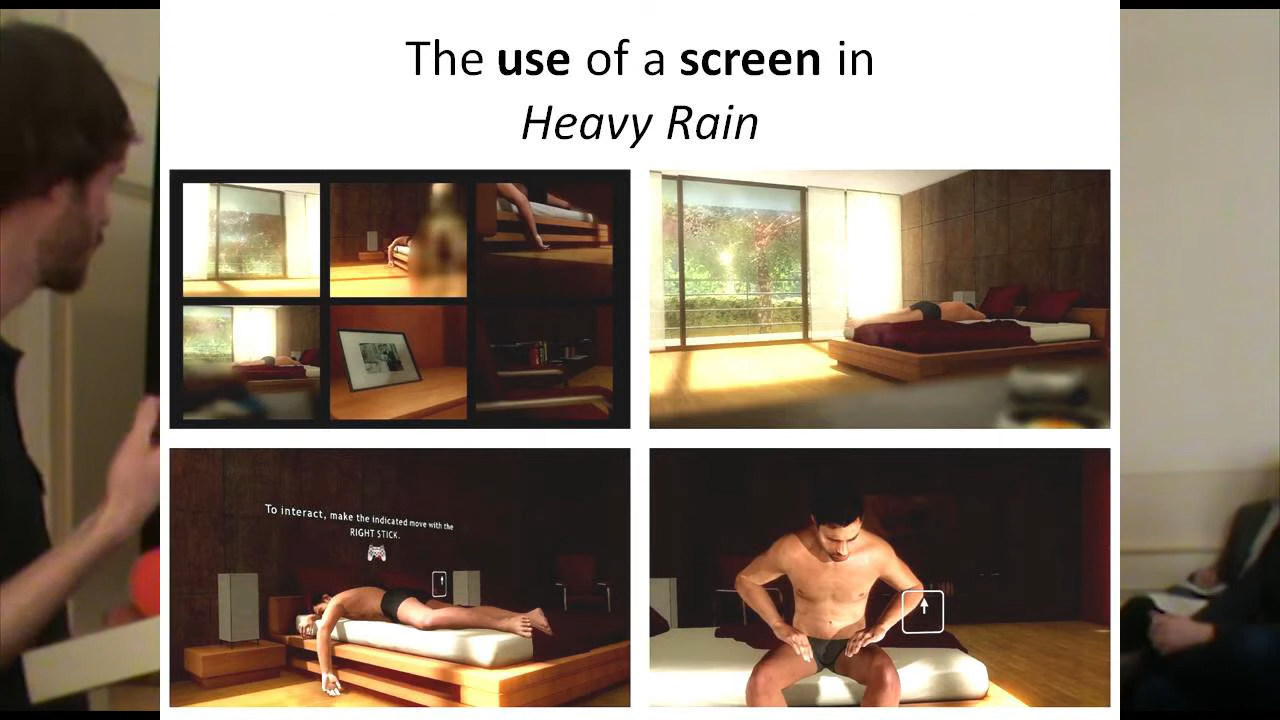 The use of a screen in
Heavy Rain
To interact, make the indicated move with the
RIGHT STICK.